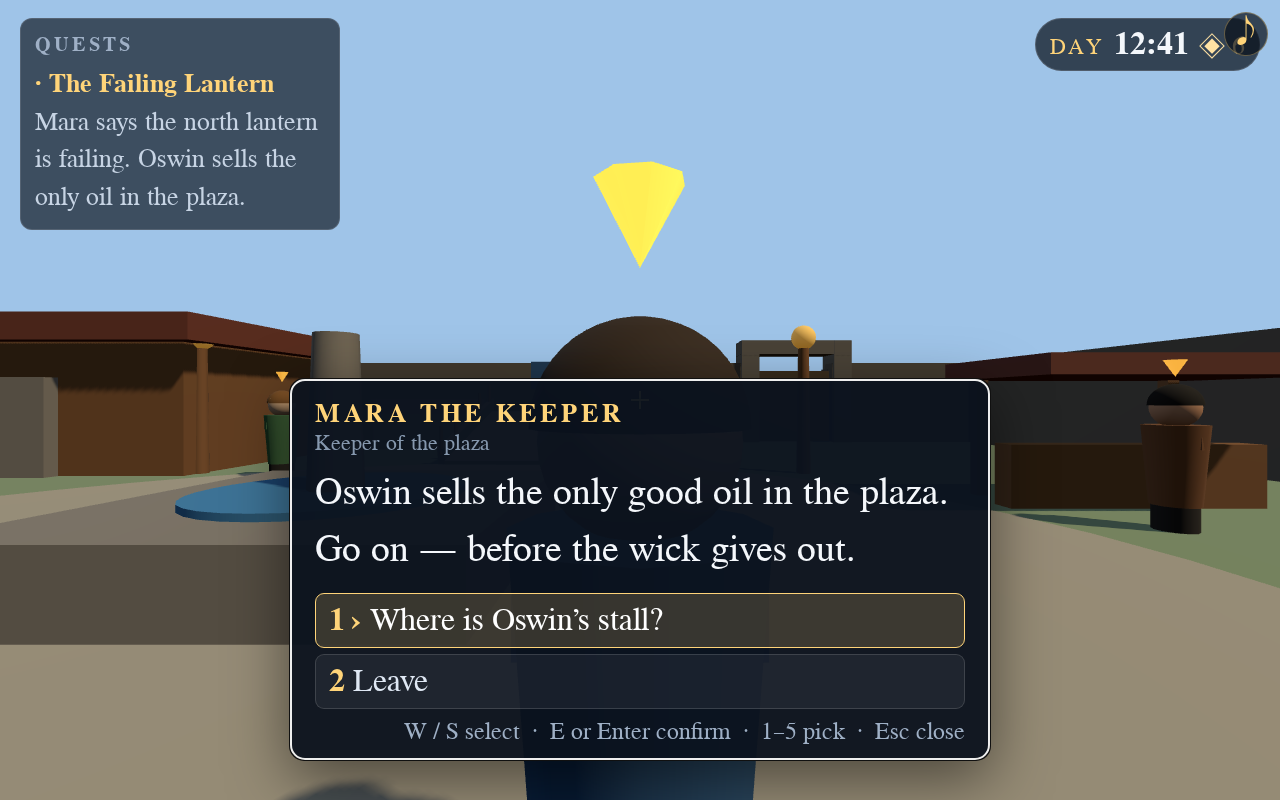 QUESTS
· The Failing Lantern
Mara says the north lantern
is failing. Oswin sells the
only oil in the plaza.
DAY 12:41 ◈
MARA THE KEEPER
Keeper of the plaza
Oswin sells the only good oil in the plaza.
Go on — before the wick gives out.
1 › Where is Oswin’s stall?
2 Leave
W / S select · E or Enter confirm · 1–5 pick · Esc close